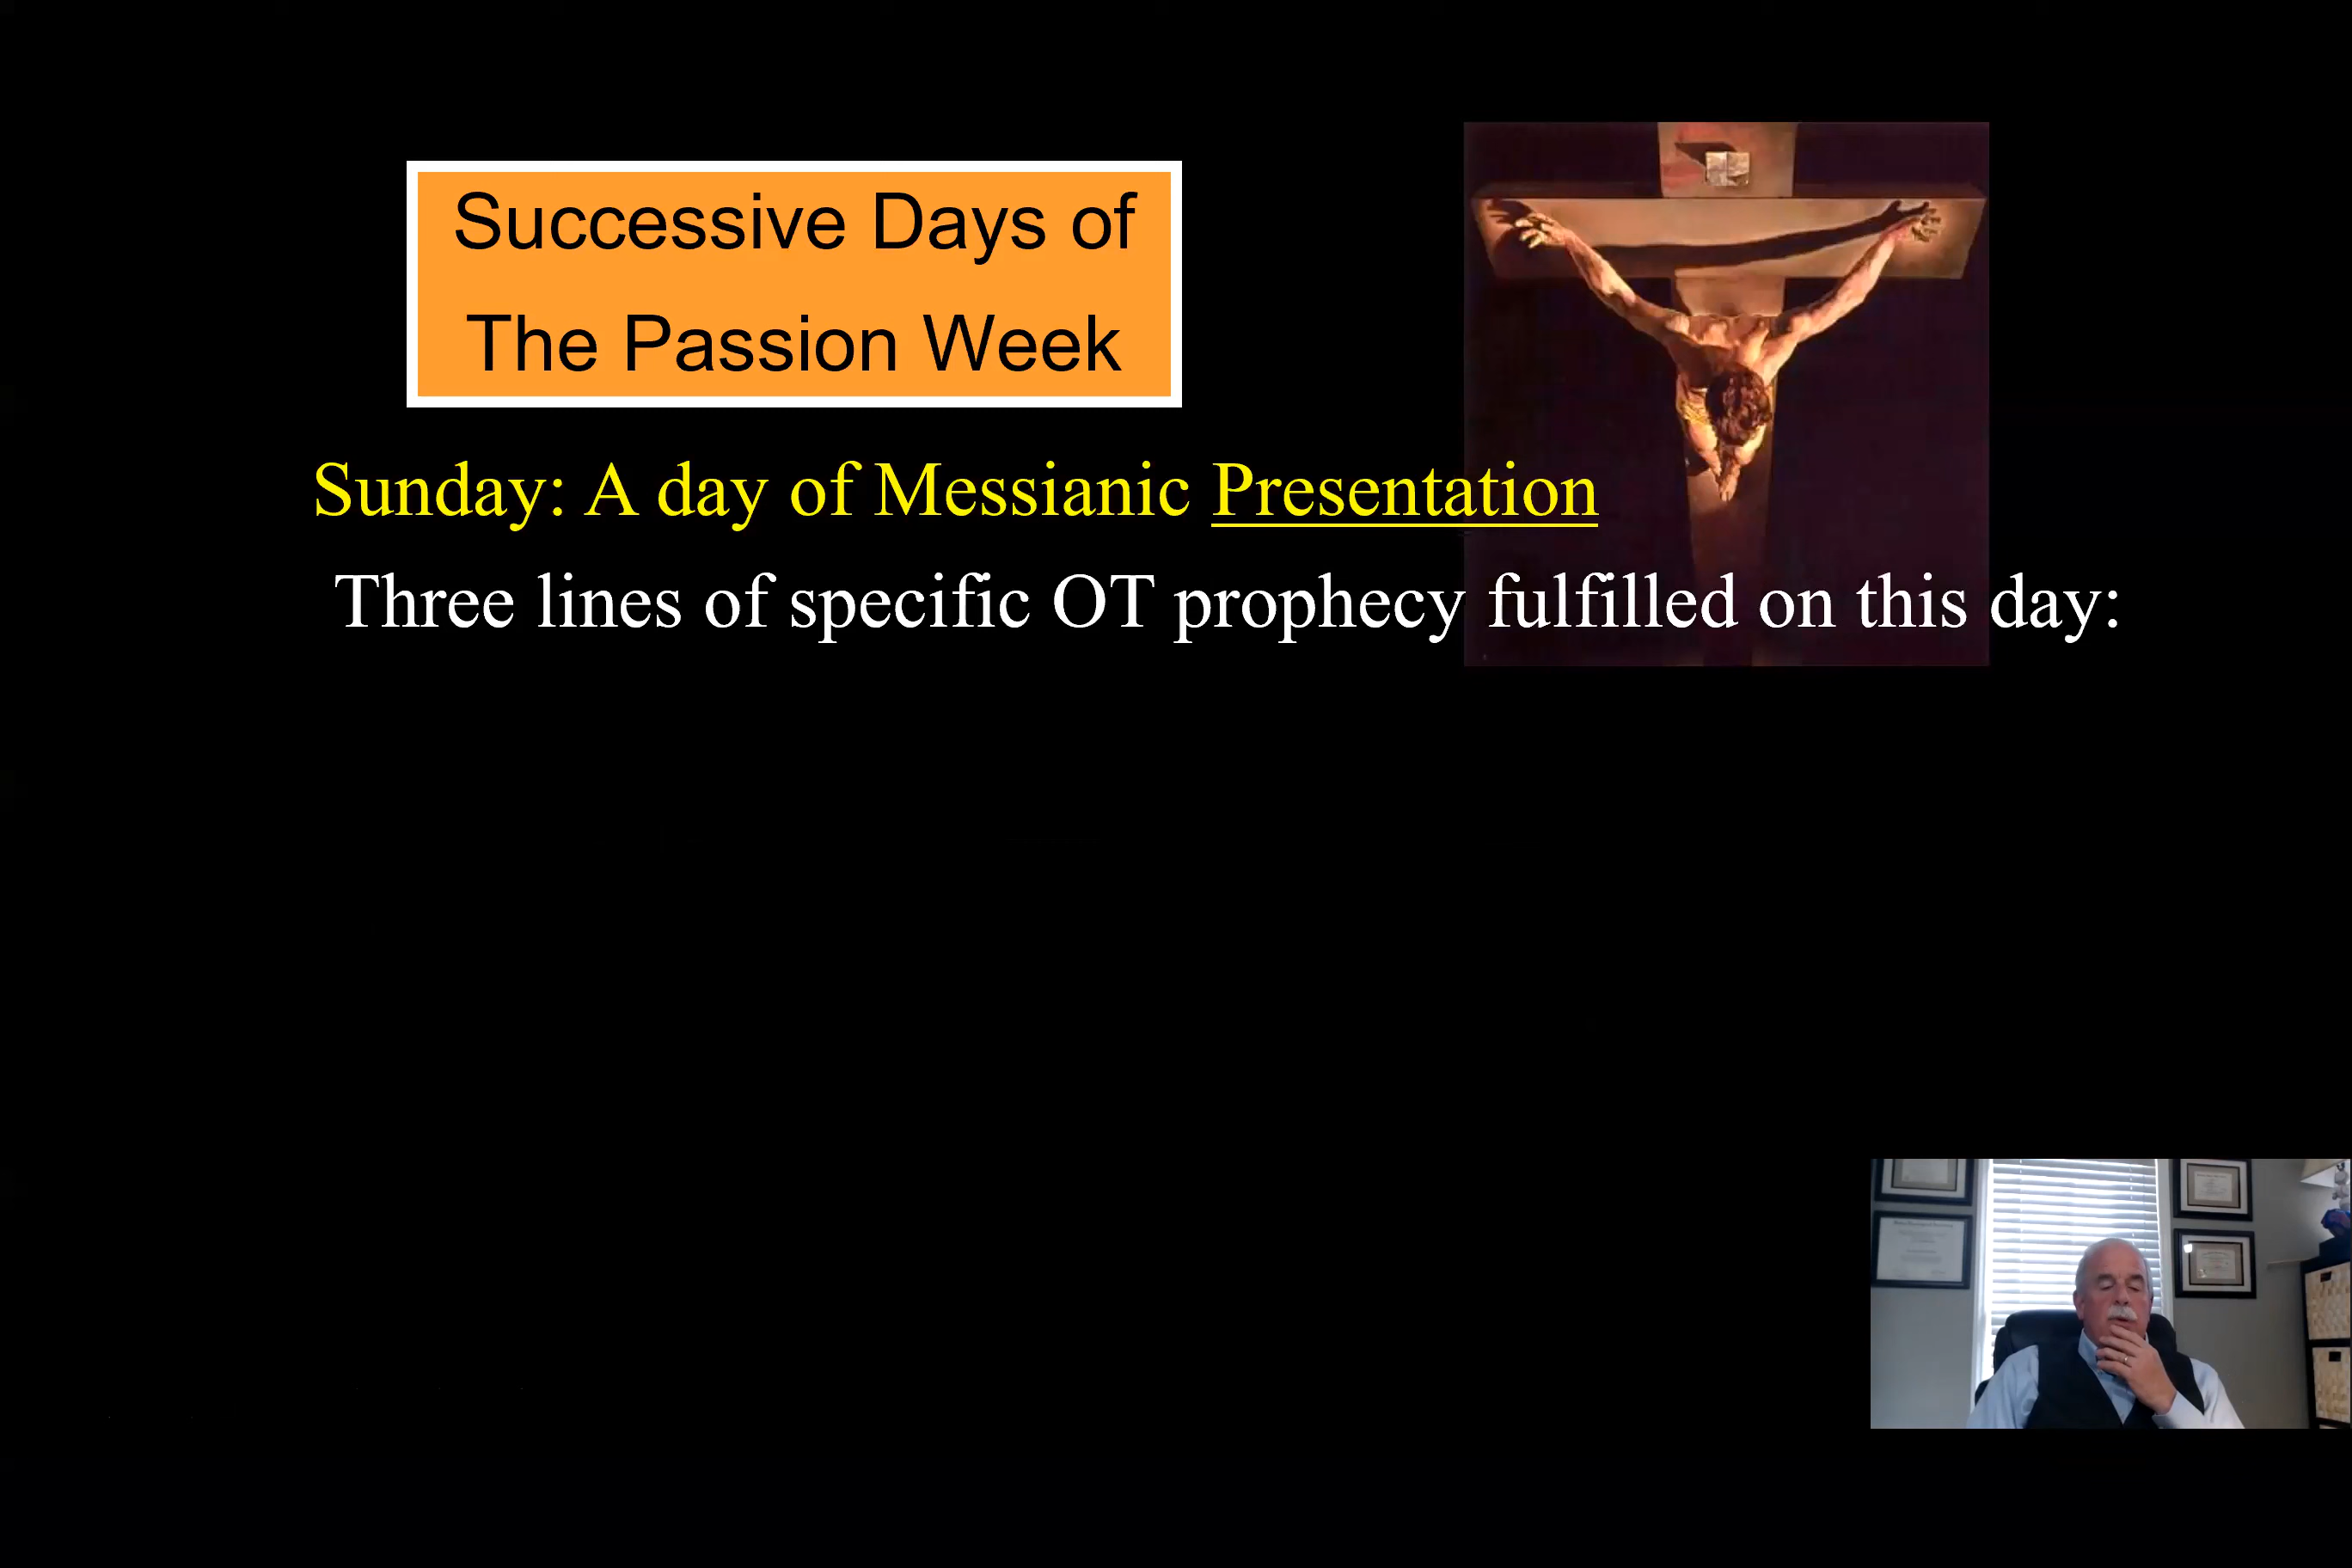 Successive Days of
The Passion Week
Sunday: A day of Messianic Presentation
Three lines of specific OT prophecy fulfilled on this day: